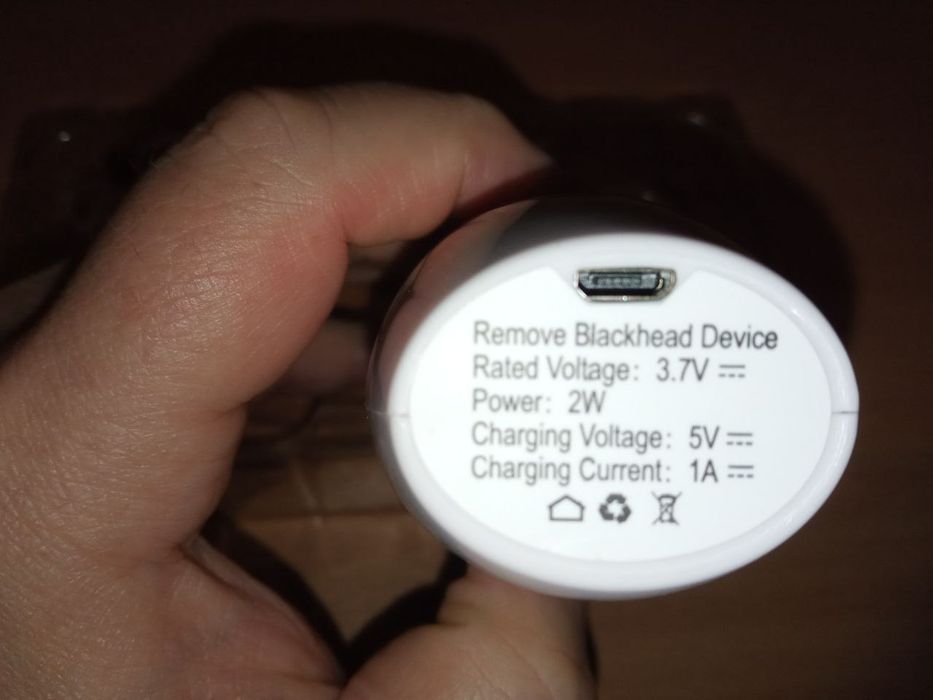 Remove Blackhead Device
Rated Voltage: 3.7V ⎓
Power: 2W
Charging Voltage: 5V ⎓
Charging Current: 1A ⎓